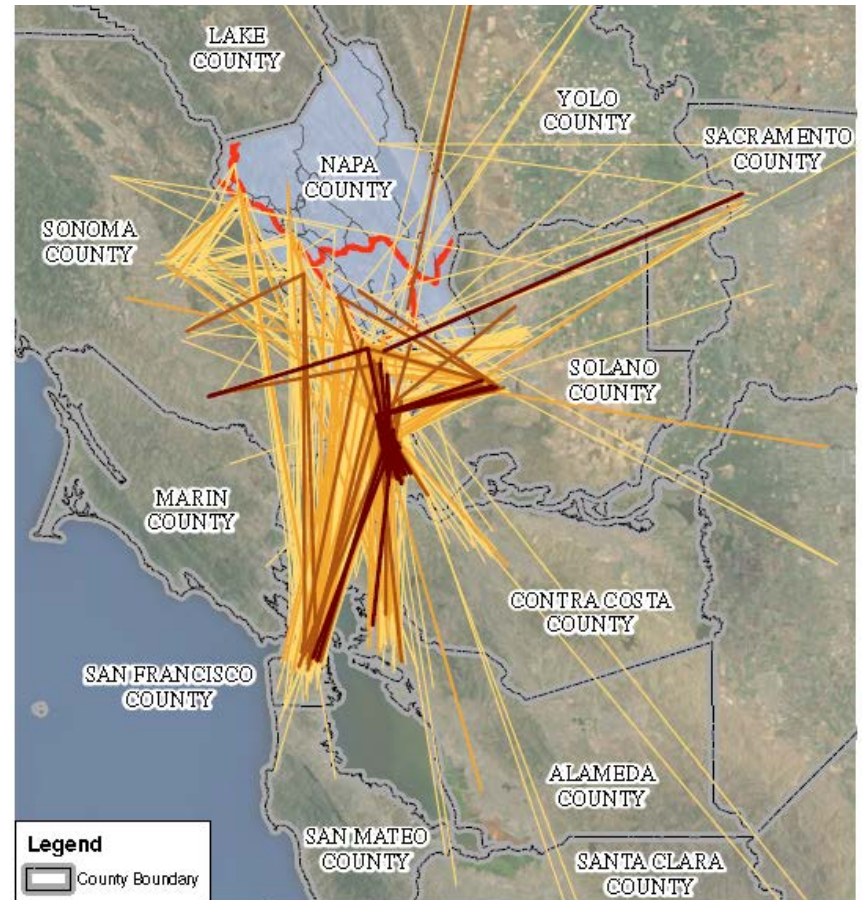 LAKE
COUNTY
YOLO
COUNTY
SACRAMENTO
COUNTY
NAPA
COUNTY
SONOMA
COUNTY
SOLANO
COUNTY
MARIN
COUNTY
CONTRA COSTA
COUNTY
SAN FRANCISCO
COUNTY
ALAMEDA
COUNTY
SAN MATEO
COUNTY
SANTA CLARA
COUNTY
Legend
County Boundary